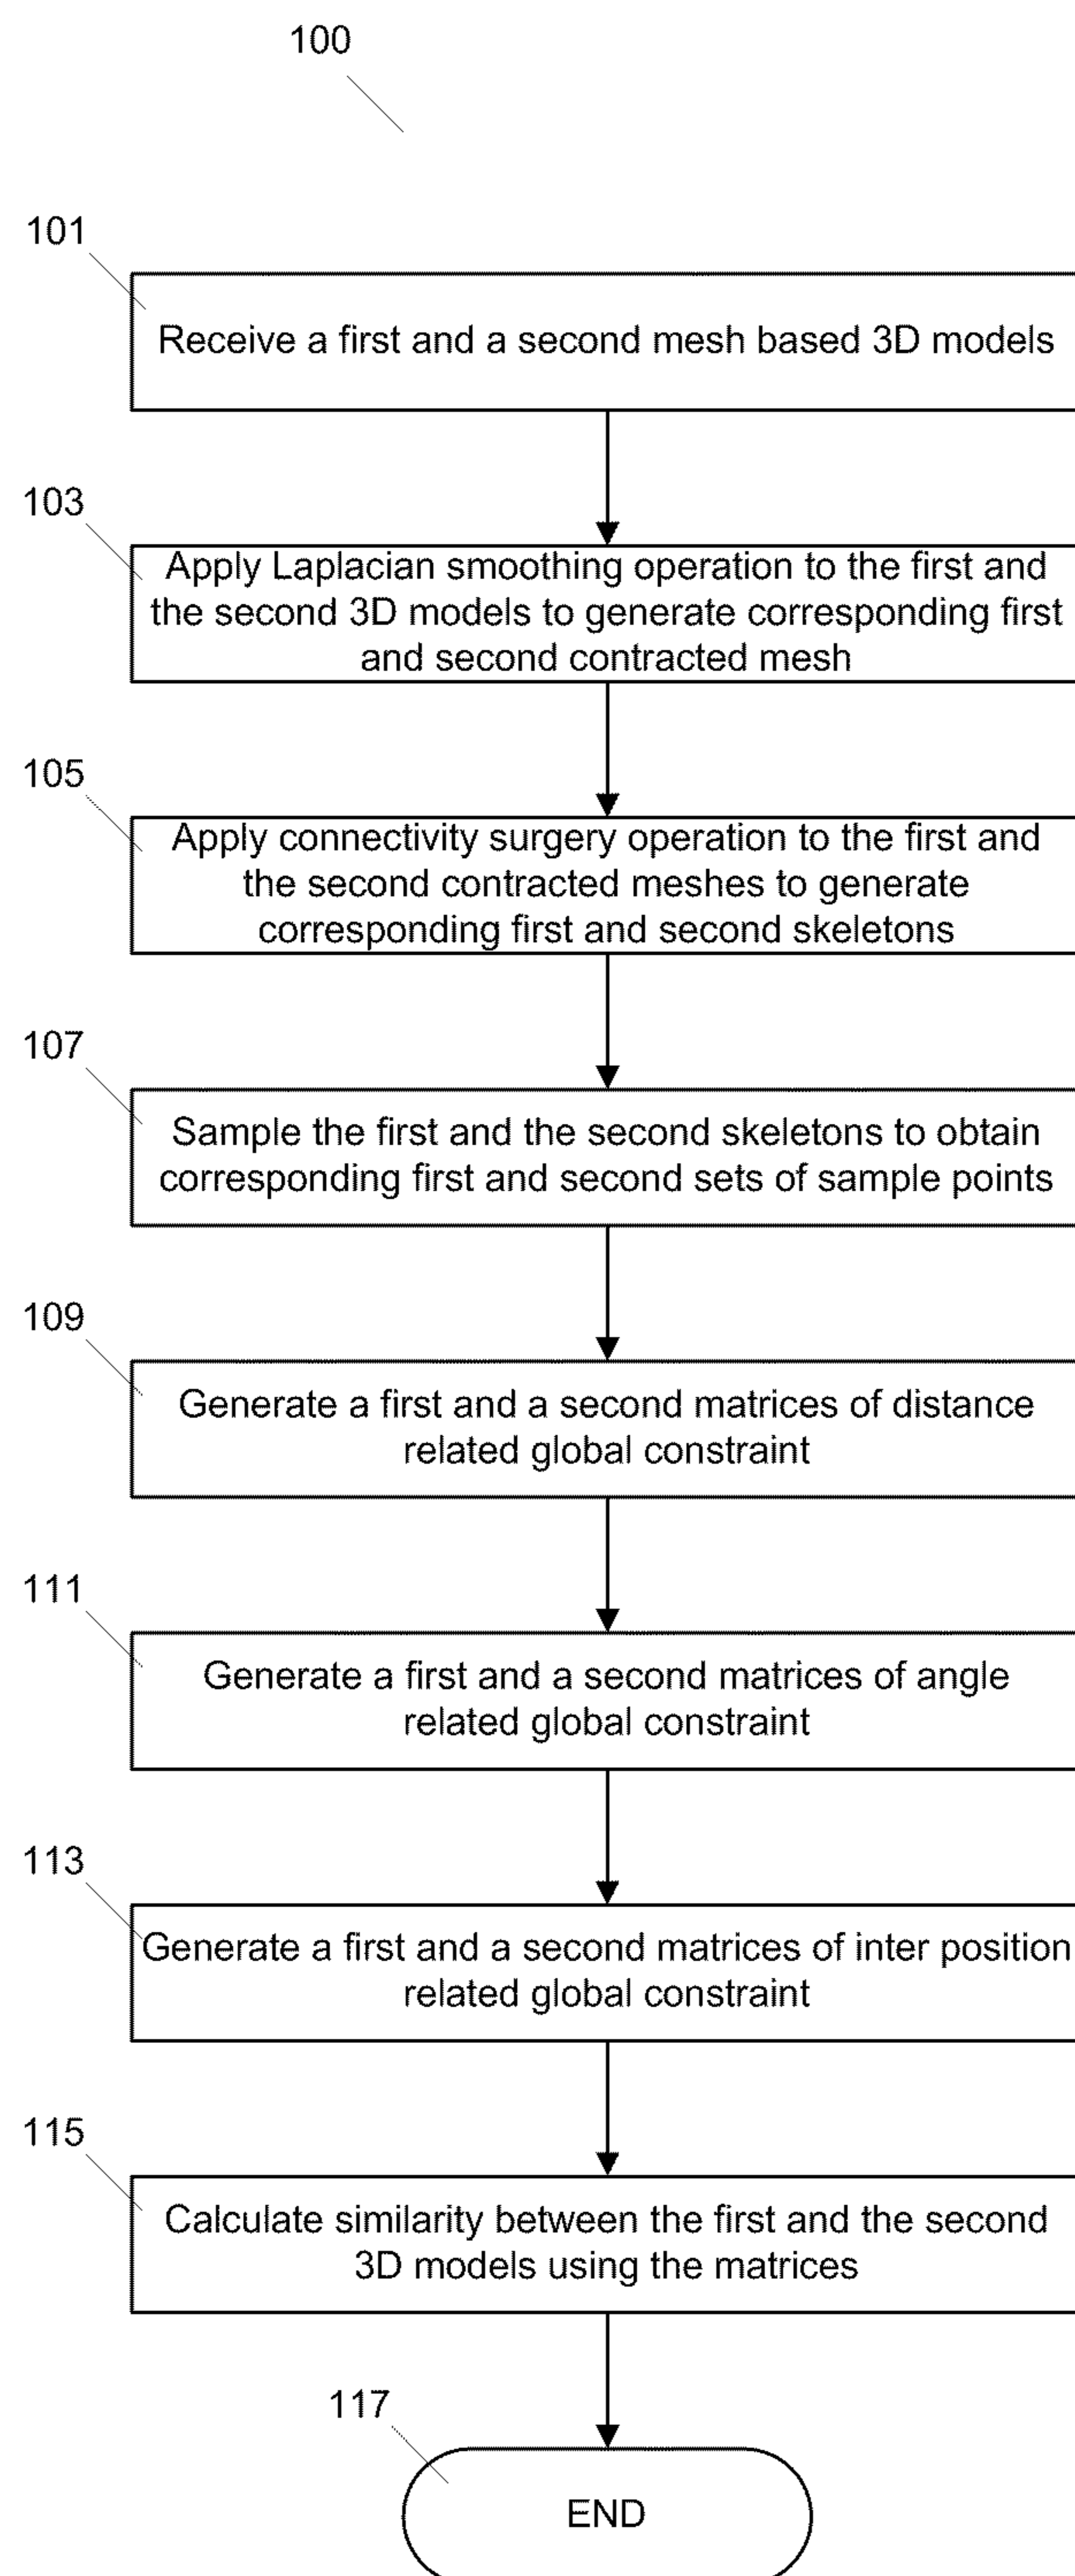 100
101
Receive a first and a second mesh based 3D models
103
Apply Laplacian smoothing operation to the first and
the second 3D models to generate corresponding first
and second contracted mesh
105
Apply connectivity surgery operation to the first and
the second contracted meshes to generate
corresponding first and second skeletons
107
Sample the first and the second skeletons to obtain
corresponding first and second sets of sample points
109
Generate a first and a second matrices of distance
related global constraint
111
Generate a first and a second matrices of angle
related global constraint
113
Generate a first and a second matrices of inter position
related global constraint
115
Calculate similarity between the first and the second
3D models using the matrices
117
END